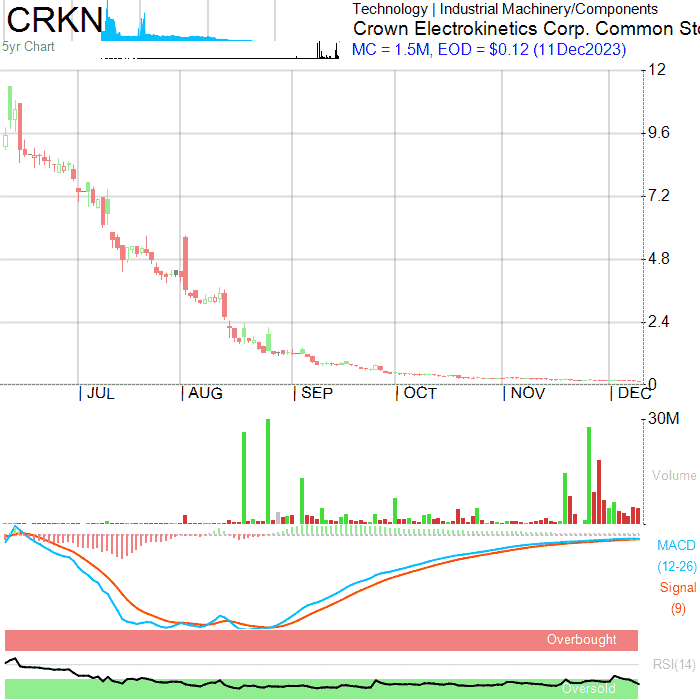 CRKN
5yr Chart
Technology | Industrial Machinery/Components
Crown Electrokinetics Corp. Common Sto
MC = 1.5M, EOD = $0.12 (11Dec2023)
12
9.6
7.2
4.8
2.4
0
| JUL | AUG | SEP | OCT | NOV | DEC
30M
Volume
MACD
(12-26)
Signal
(9)
Overbought
RSI(14)
Oversold